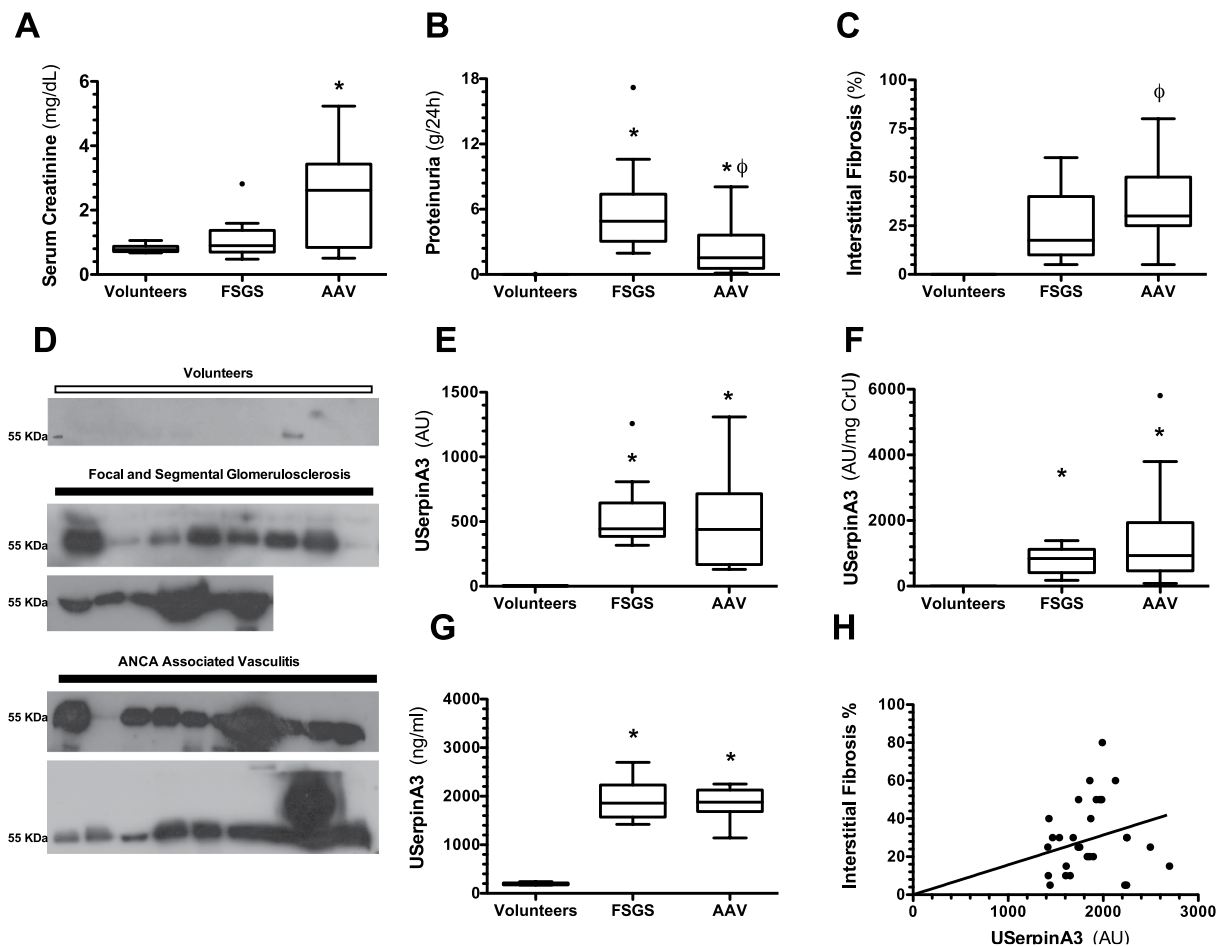 A
Serum Creatinine (mg/dL)
6
4
2
0
*
Volunteers FSGS AAV
B
Proteinuria (g/24h)
18
12
6
0
*
* ϕ
Volunteers FSGS AAV
C
Interstitial Fibrosis (%)
100
75
50
25
0
ϕ
Volunteers FSGS AAV
D
Volunteers
55 KDa
Focal and Segmental Glomerulosclerosis
55 KDa
55 KDa
ANCA Associated Vasculitis
55 KDa
55 KDa
E
USerpinA3 (AU)
1500
1000
500
0
*
*
Volunteers FSGS AAV
F
USerpinA3 (AU/mg CrU)
6000
4000
2000
0
*
*
Volunteers FSGS AAV
G
USerpinA3 (ng/ml)
4000
3000
2000
1000
0
*
*
Volunteers FSGS AAV
H
Interstitial Fibrosis %
100
80
60
40
20
0
0 1000 2000 3000
USerpinA3 (AU)